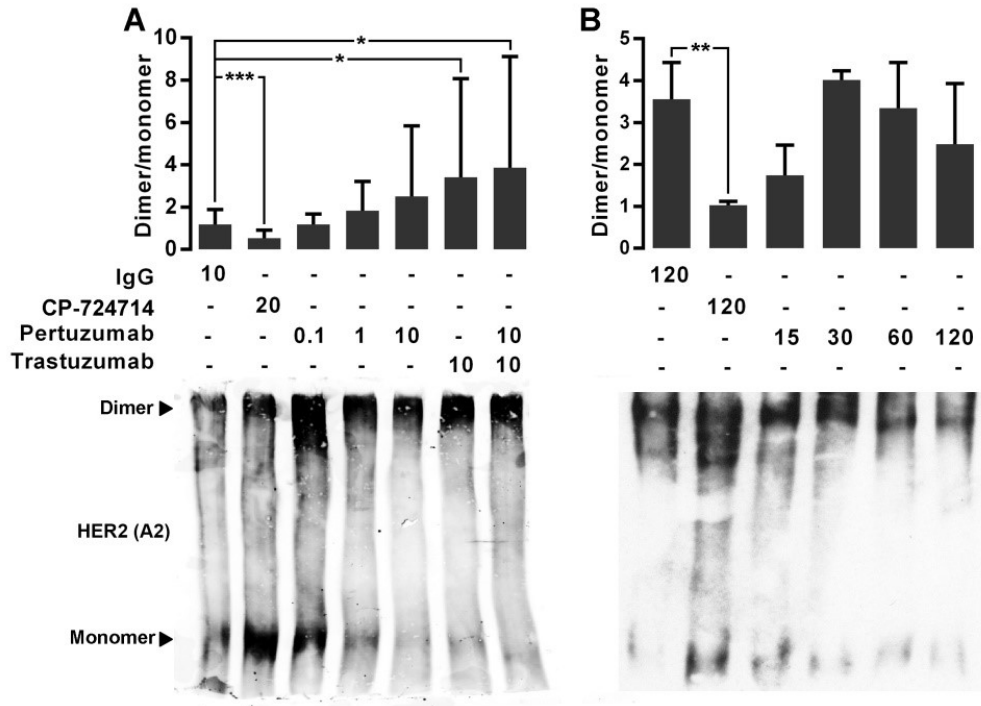 A
B
Dimer/monomer
10
8
6
4
2
0
* 
*
***
Dimer/monomer
5
4
3
2
1
0
**
IgG 10 - - - - - - 120 - - - - -
CP-724714 - 20 - - - - - - 120 - - - -
Pertuzumab - - 0.1 1 10 - 10 - - 15 30 60 120
Trastuzumab - - - - - 10 10 - - - - - -
Dimer
HER2 (A2)
Monomer